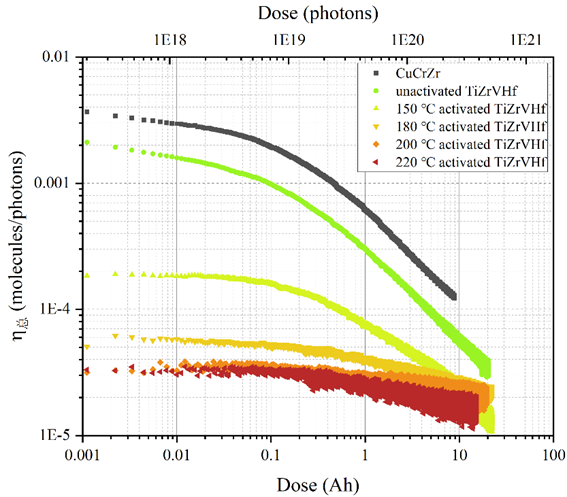 Dose (photons)
1E18 1E19 1E20 1E21
0.01
0.001
1E-4
1E-5
η总 (molecules/photons)
CuCrZr
unactivated TiZrVHf
150 °C activated TiZrVHf
180 °C activated TiZrVHf
200 °C activated TiZrVHf
220 °C activated TiZrVHf
0.001 0.01 0.1 1 10 100
Dose (Ah)